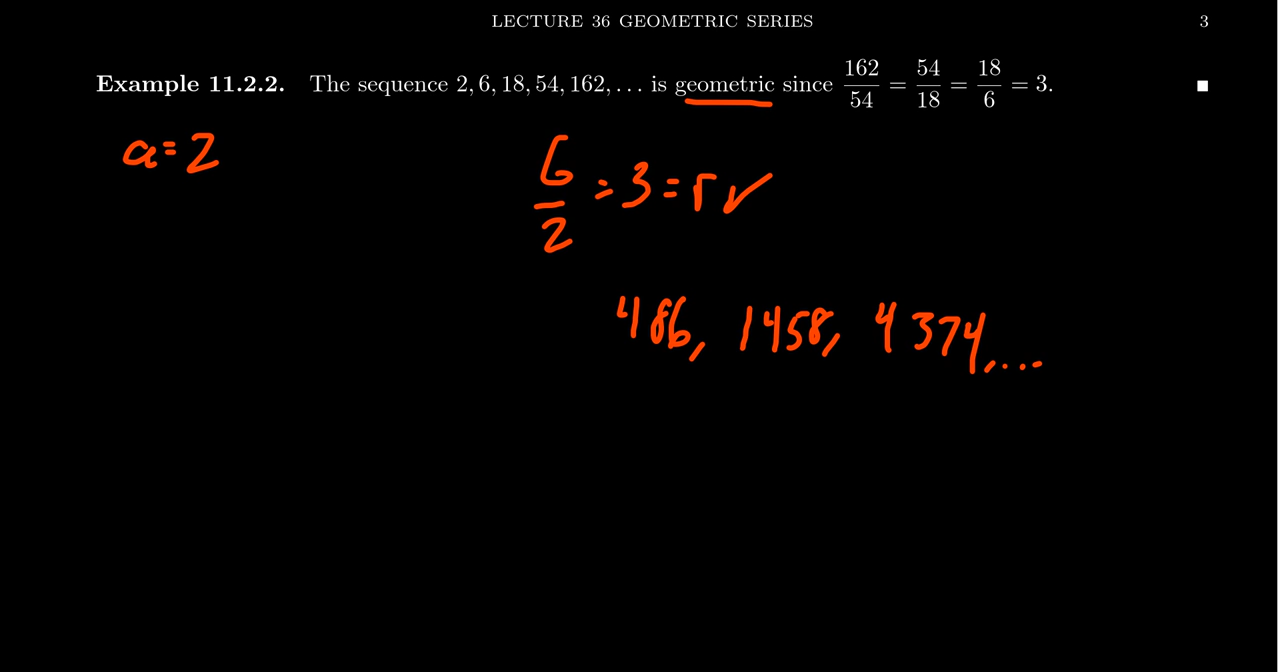 LECTURE 36 GEOMETRIC SERIES 3
Example 11.2.2. The sequence 2, 6, 18, 54, 162, . . . is geometric since 162/54 = 54/18 = 18/6 = 3. ■
a = 2
6/2 = 3 = r ✓
486, 1458, 4374, ...